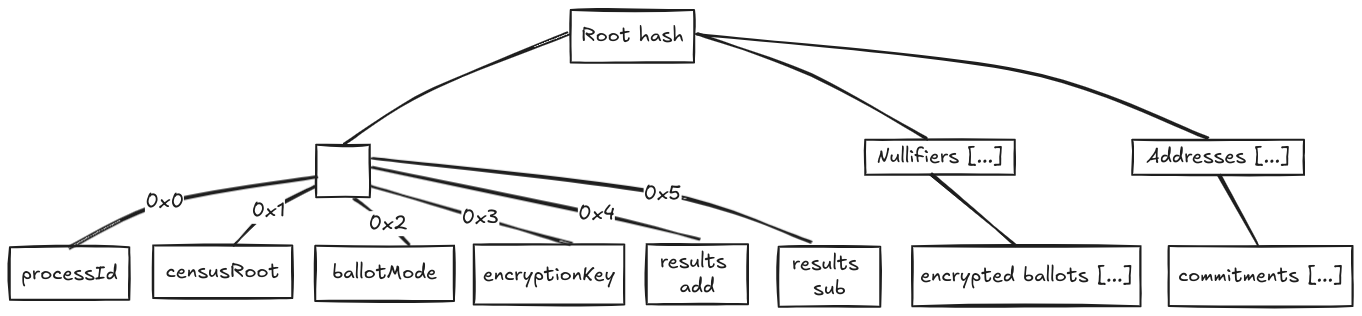 Root hash
Nullifiers [...]
Addresses [...]
0x0
0x1
0x2
0x3
0x4
0x5
processId
censusRoot
ballotMode
encryptionKey
results
add
results
sub
encrypted ballots [...]
commitments [...]